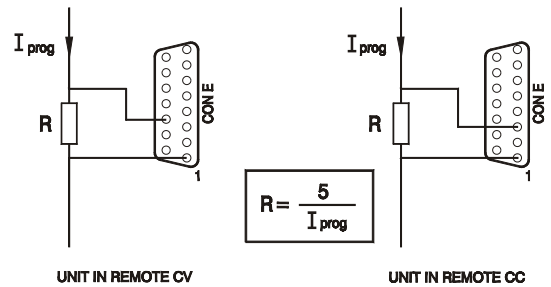 I prog
I prog
CON E
CON E
R
R
1
1
R = 5 / I prog
UNIT IN REMOTE CV
UNIT IN REMOTE CC